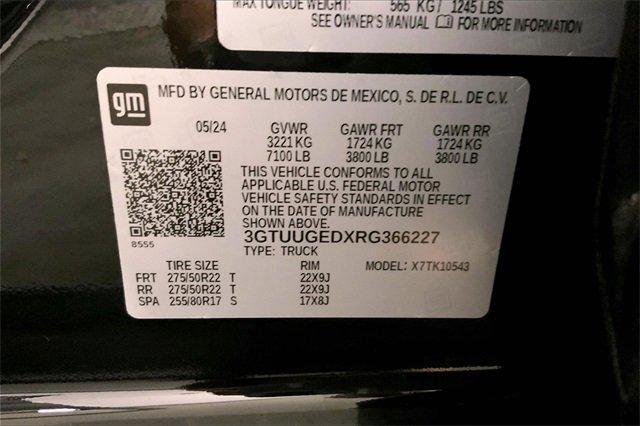 MAX TONGUE WEIGHT: 565 KG / 1245 LBS
SEE OWNER'S MANUAL FOR MORE INFORMATION
gm
MFD BY GENERAL MOTORS DE MEXICO, S. DE R.L. DE C.V.
05/24 GVWR GAWR FRT GAWR RR
3221 KG 1724 KG 1724 KG
7100 LB 3800 LB 3800 LB
THIS VEHICLE CONFORMS TO ALL
APPLICABLE U.S. FEDERAL MOTOR
VEHICLE SAFETY STANDARDS IN EFFECT
ON THE DATE OF MANUFACTURE
SHOWN ABOVE.
8555
3GTUUGEDXRG366227
TYPE: TRUCK MODEL: X7TK10543
TIRE SIZE RIM
FRT 275/50R22 T 22X9J
RR 275/50R22 T 22X9J
SPA 255/80R17 S 17X8J